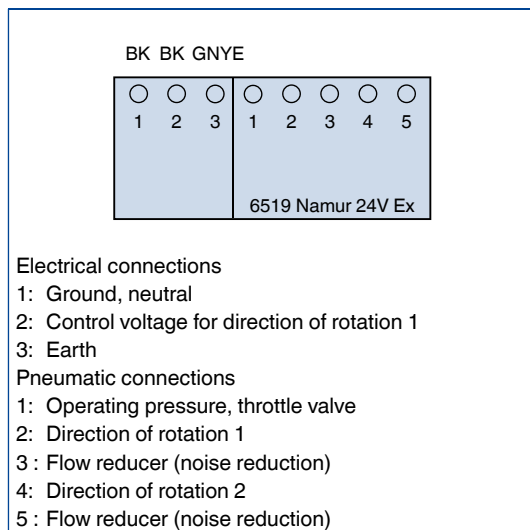 BK BK GNYE
1 2 3 1 2 3 4 5
6519 Namur 24V Ex
Electrical connections
1: Ground, neutral
2: Control voltage for direction of rotation 1
3: Earth
Pneumatic connections
1: Operating pressure, throttle valve
2: Direction of rotation 1
3 : Flow reducer (noise reduction)
4: Direction of rotation 2
5 : Flow reducer (noise reduction)